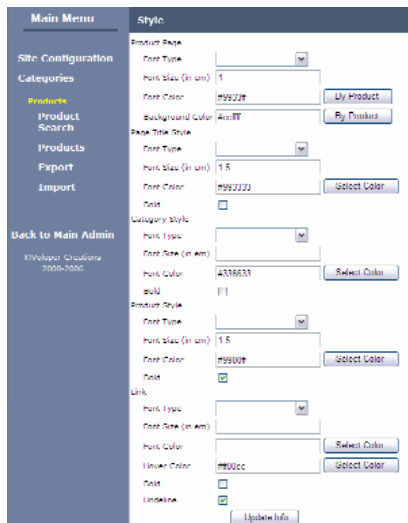 Main Menu
Site Configuration
Categories
Products
Product
Search
Products
Export
Import
Back to Main Admin
©Voloper Creations
2000-2006
Style
Product Page
Font Type
Font Size (in em) 1
Font Color By Product
Background Color By Product
Page Title Style
Font Type
Font Size (in em) 1.5
Font Color #993333 Select Color
Bold
Category Style
Font Type
Font Size (in em)
Font Color #336633 Select Color
Bold
Product Style
Font Type
Font Size (in em) 1.5
Font Color Select Color
Bold
Link
Font Type
Font Size (in em)
Font Color Select Color
Hover Color Select Color
Bold
Undeline
Update Info